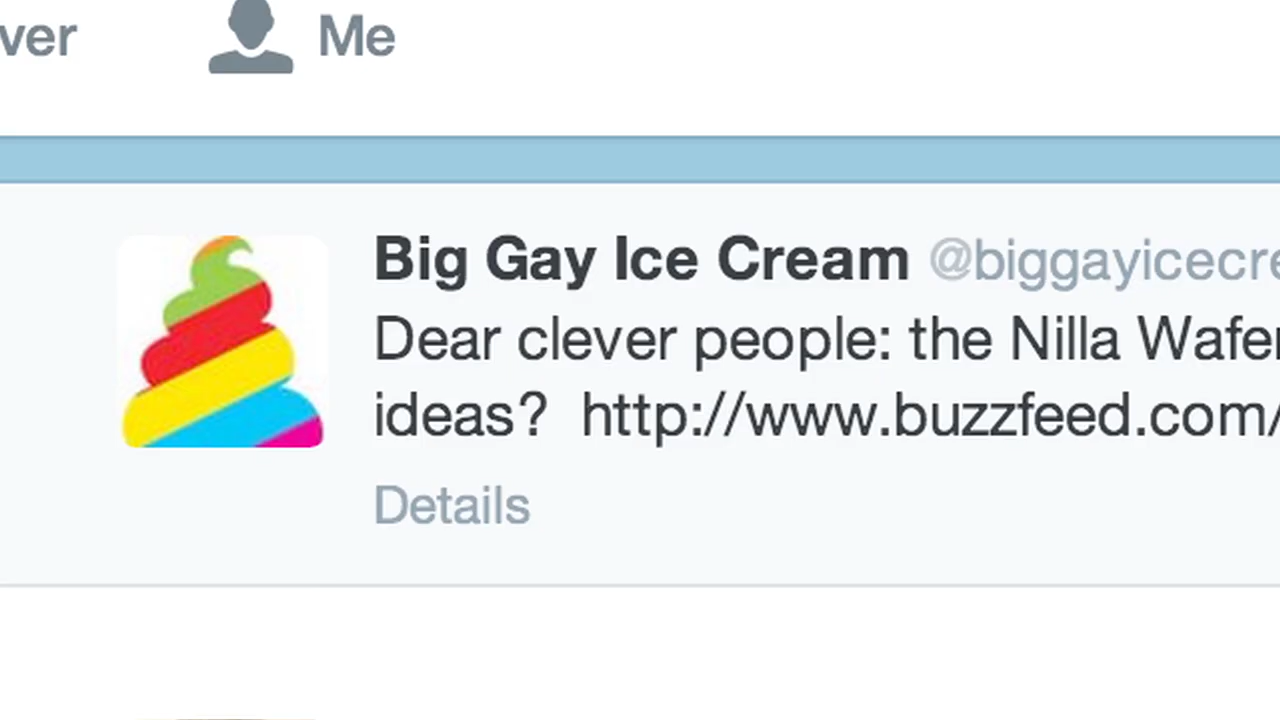 ver Me
Big Gay Ice Cream @biggayicecre
Dear clever people: the Nilla Wafer
ideas? http://www.buzzfeed.com/
Details